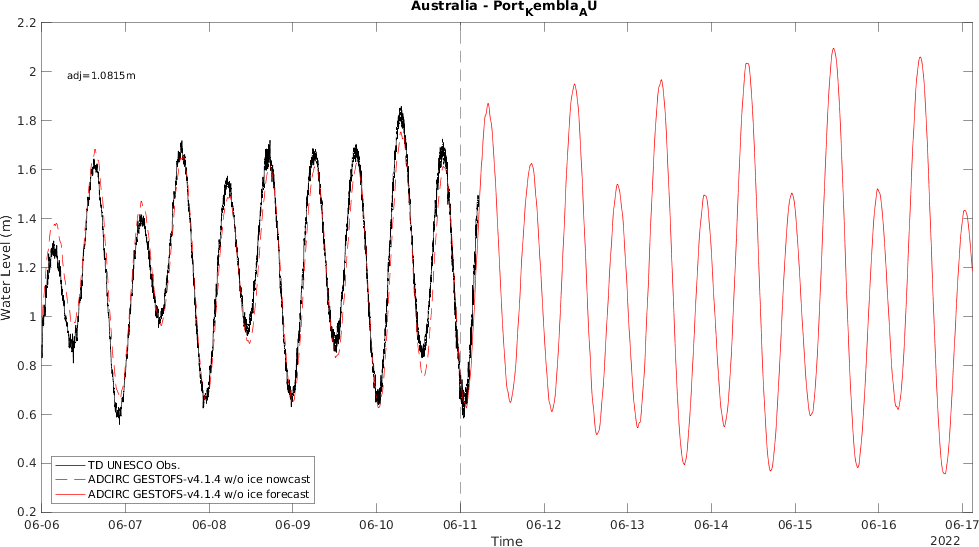 Australia - PortKemblaAU
adj=1.0815m
2.2
2
1.8
1.6
1.4
1.2
1
0.8
0.6
0.4
0.2
Water Level (m)
TD UNESCO Obs.
ADCIRC GESTOFS-v4.1.4 w/o ice nowcast
ADCIRC GESTOFS-v4.1.4 w/o ice forecast
06-06 06-07 06-08 06-09 06-10 06-11 06-12 06-13 06-14 06-15 06-16 06-17
Time
2022